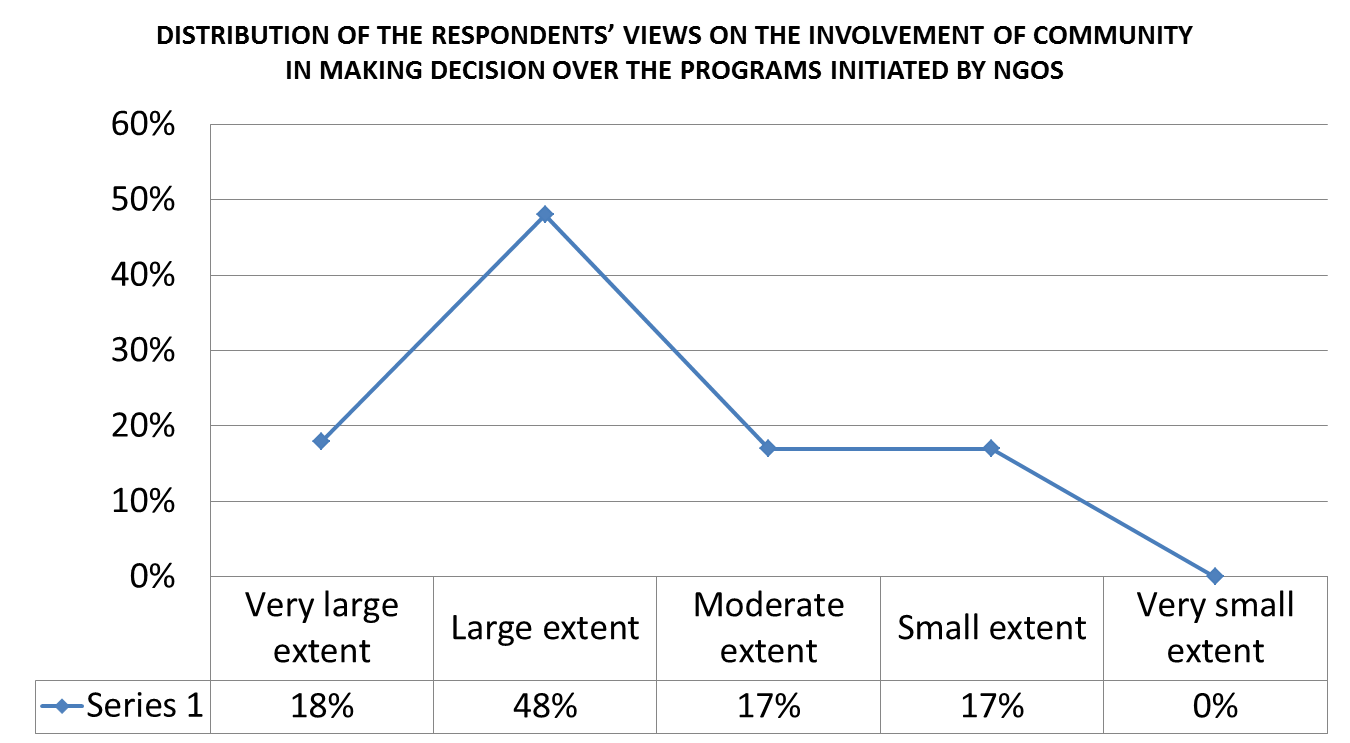 DISTRIBUTION OF THE RESPONDENTS’ VIEWS ON THE INVOLVEMENT OF COMMUNITY
IN MAKING DECISION OVER THE PROGRAMS INITIATED BY NGOS
60%
50%
40%
30%
20%
10%
0%
Very large
extent
Large extent
Moderate
extent
Small extent
Very small
extent
Series 1
18%
48%
17%
17%
0%